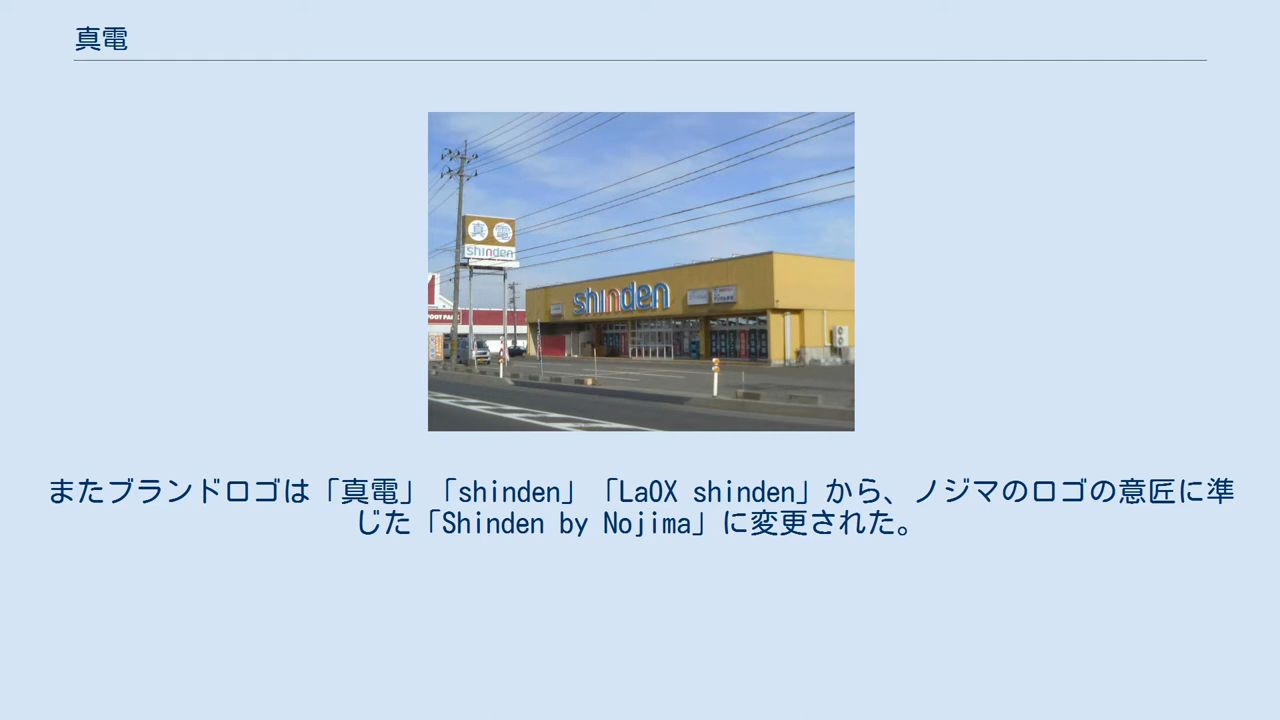 真電
真電
shinden
shinden
またブランドロゴは「真電」「shinden」「LaOX shinden」から、ノジマのロゴの意匠に準
じた「Shinden by Nojima」に変更された。